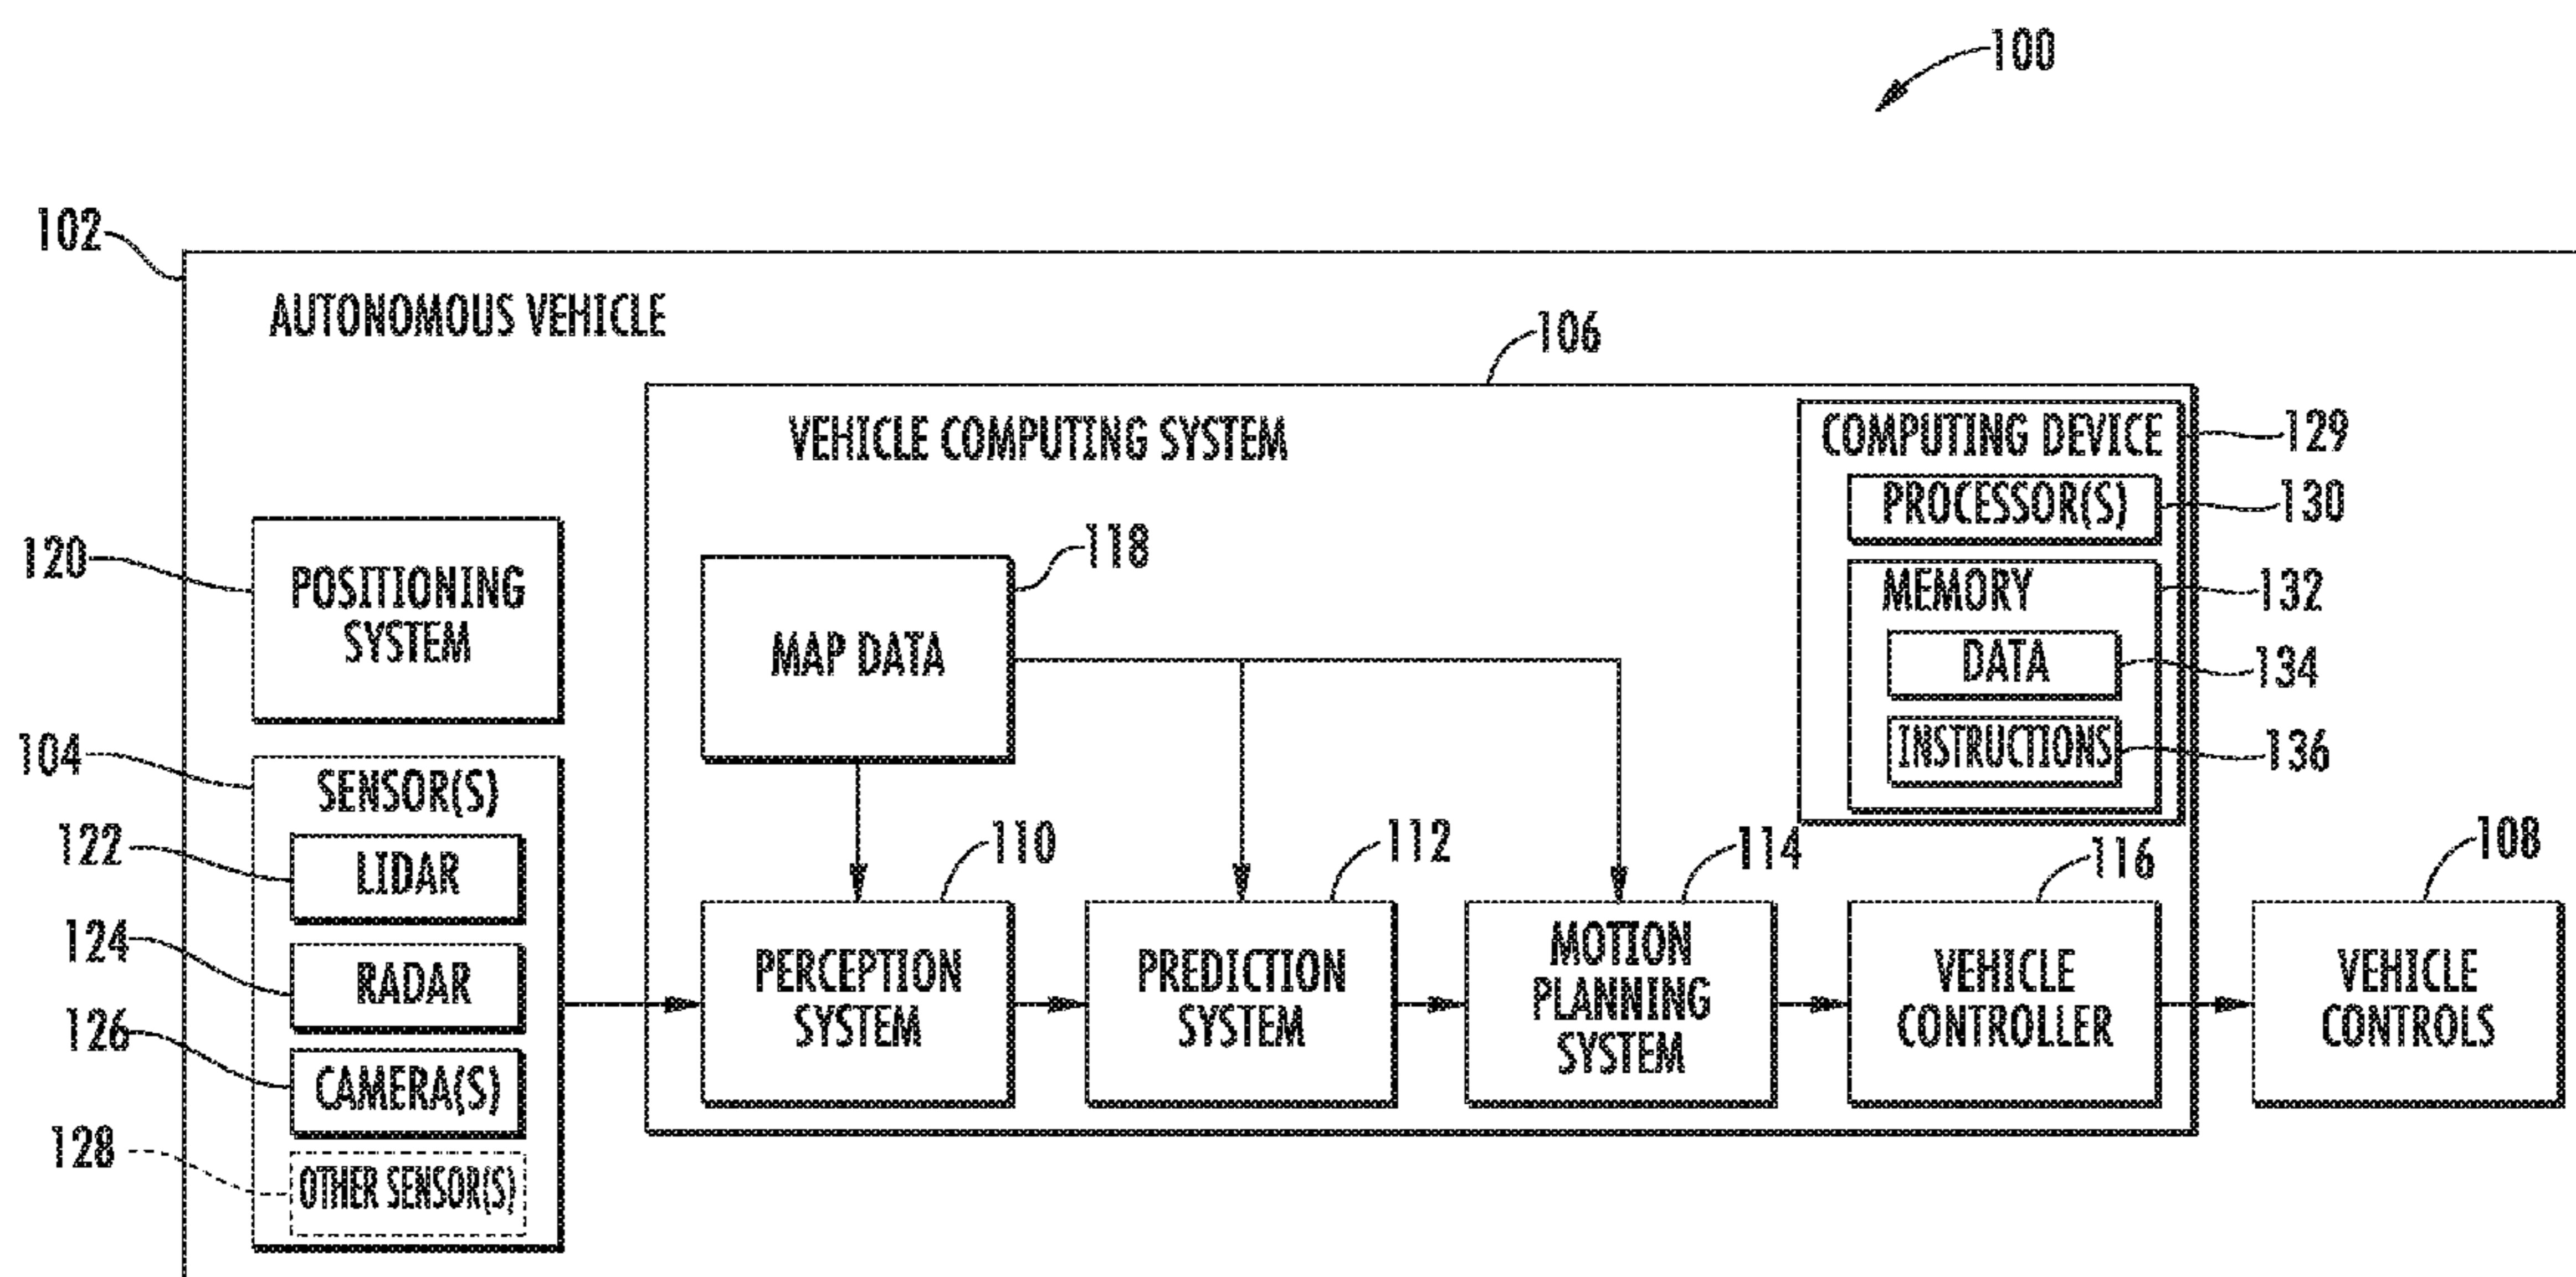 100
102
AUTONOMOUS VEHICLE
106
VEHICLE COMPUTING SYSTEM
COMPUTING DEVICE
129
PROCESSOR(S)
130
MEMORY
132
DATA
134
INSTRUCTIONS
136
120
POSITIONING
SYSTEM
118
MAP DATA
104
SENSOR(S)
122
LIDAR
124
RADAR
126
CAMERA(S)
128
OTHER SENSOR(S)
110
PERCEPTION
SYSTEM
112
PREDICTION
SYSTEM
114
MOTION
PLANNING
SYSTEM
116
VEHICLE
CONTROLLER
108
VEHICLE
CONTROLS